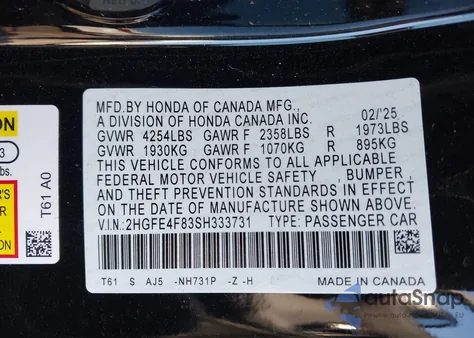 MFD.BY HONDA OF CANADA MFG.,
A DIVISION OF HONDA CANADA INC. 02/'25
GVWR 4254LBS GAWR F 2358LBS R 1973LBS
GVWR 1930KG GAWR F 1070KG R 895KG
THIS VEHICLE CONFORMS TO ALL APPLICABLE
FEDERAL MOTOR VEHICLE SAFETY , BUMPER ,
AND THEFT PREVENTION STANDARDS IN EFFECT
ON THE DATE OF MANUFACTURE SHOWN ABOVE.
V.I.N.:2HGFE4F83SH333731 TYPE: PASSENGER CAR
T61 S AJ5 -NH731P -Z -H MADE IN CANADA
ON
3
bs.
R'S
T61 A0
autoSnap